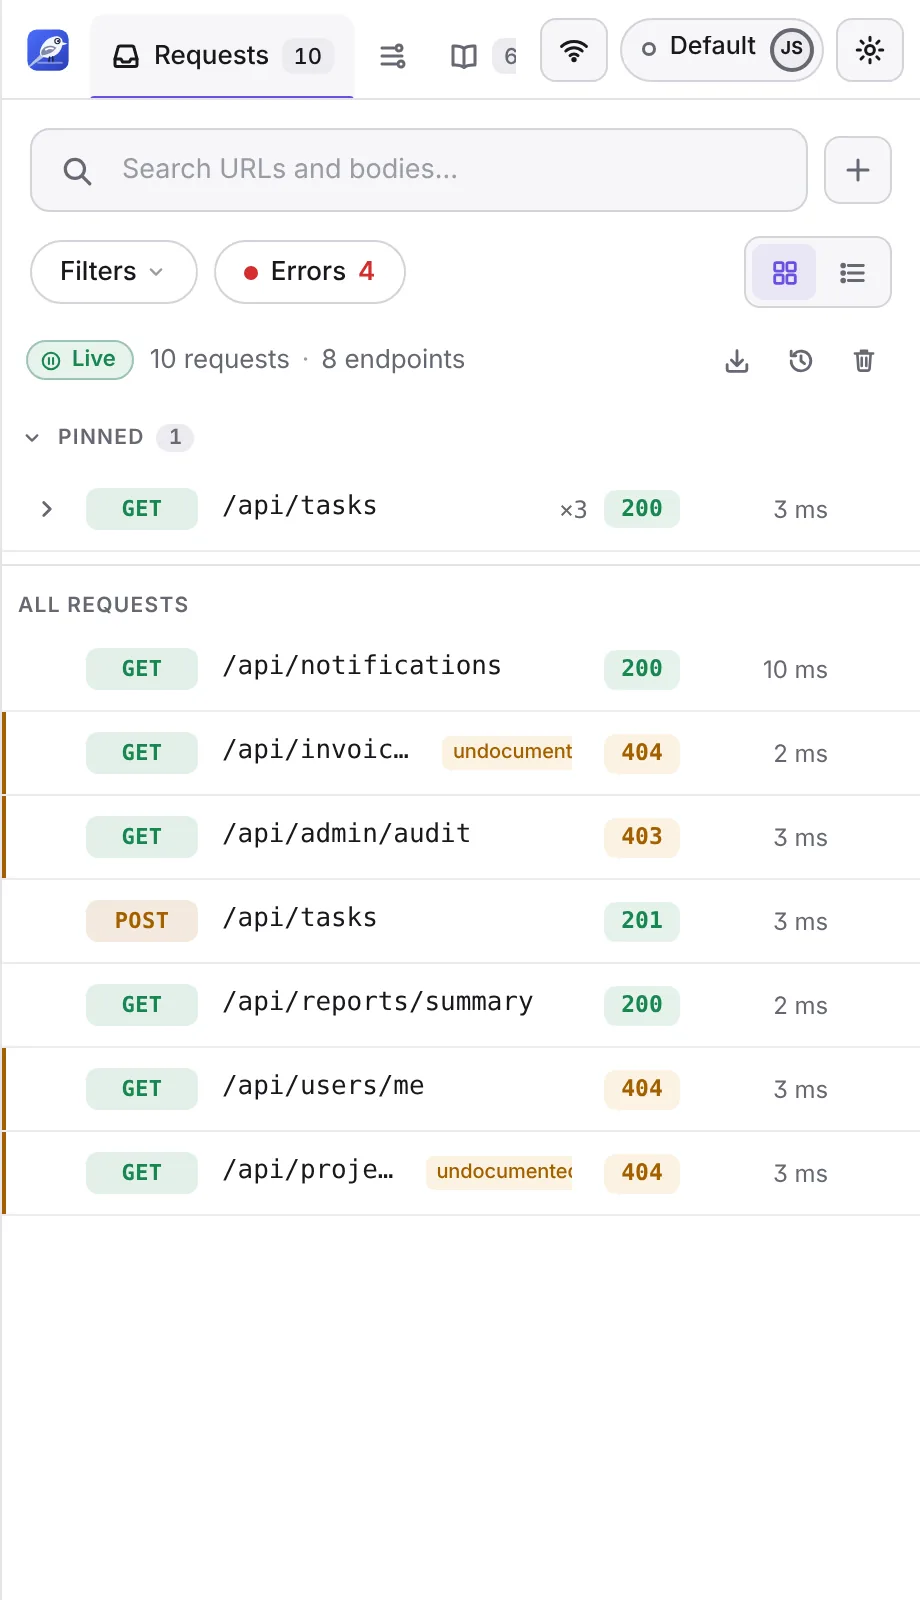 Requests 10 6 Default JS
Search URLs and bodies...
Filters Errors 4
Live 10 requests · 8 endpoints
PINNED 1
GET /api/tasks ×3 200 3 ms
ALL REQUESTS
GET /api/notifications 200 10 ms
GET /api/invoic… undocument 404 2 ms
GET /api/admin/audit 403 3 ms
POST /api/tasks 201 3 ms
GET /api/reports/summary 200 2 ms
GET /api/users/me 404 3 ms
GET /api/proje… undocumented 404 3 ms